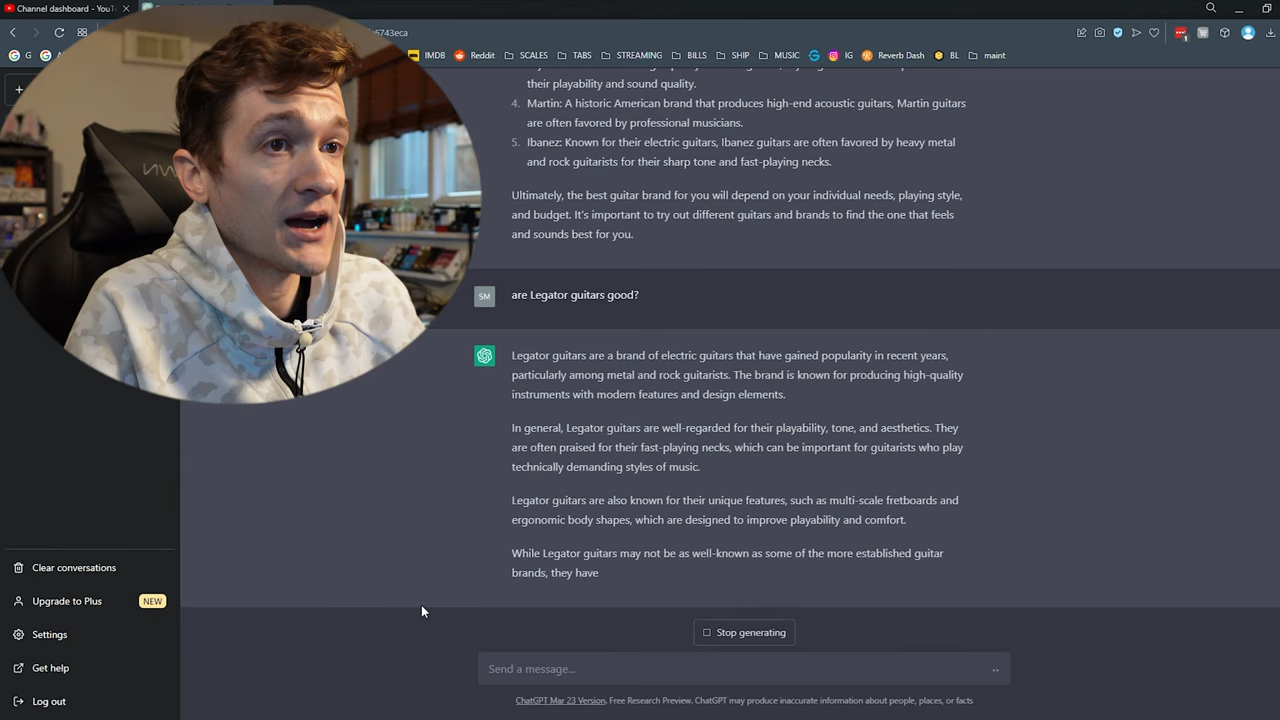 Channel dashboard - YouT
6743eca
G
IMDB
Reddit
SCALES
TABS
STREAMING
BILLS
SHIP
MUSIC
IG
Reverb Dash
BL
maint
their playability and sound quality.
4. Martin: A historic American brand that produces high-end acoustic guitars, Martin guitars
are often favored by professional musicians.
5. Ibanez: Known for their electric guitars, Ibanez guitars are often favored by heavy metal
and rock guitarists for their sharp tone and fast-playing necks.
Ultimately, the best guitar brand for you will depend on your individual needs, playing style,
and budget. It's important to try out different guitars and brands to find the one that feels
and sounds best for you.
SM
are Legator guitars good?
Legator guitars are a brand of electric guitars that have gained popularity in recent years,
particularly among metal and rock guitarists. The brand is known for producing high-quality
instruments with modern features and design elements.
In general, Legator guitars are well-regarded for their playability, tone, and aesthetics. They
are often praised for their fast-playing necks, which can be important for guitarists who play
technically demanding styles of music.
Legator guitars are also known for their unique features, such as multi-scale fretboards and
ergonomic body shapes, which are designed to improve playability and comfort.
While Legator guitars may not be as well-known as some of the more established guitar
brands, they have
Clear conversations
Upgrade to Plus
NEW
Settings
Get help
Log out
Stop generating
Send a message...
ChatGPT Mar 23 Version. Free Research Preview. ChatGPT may produce inaccurate information about people, places, or facts